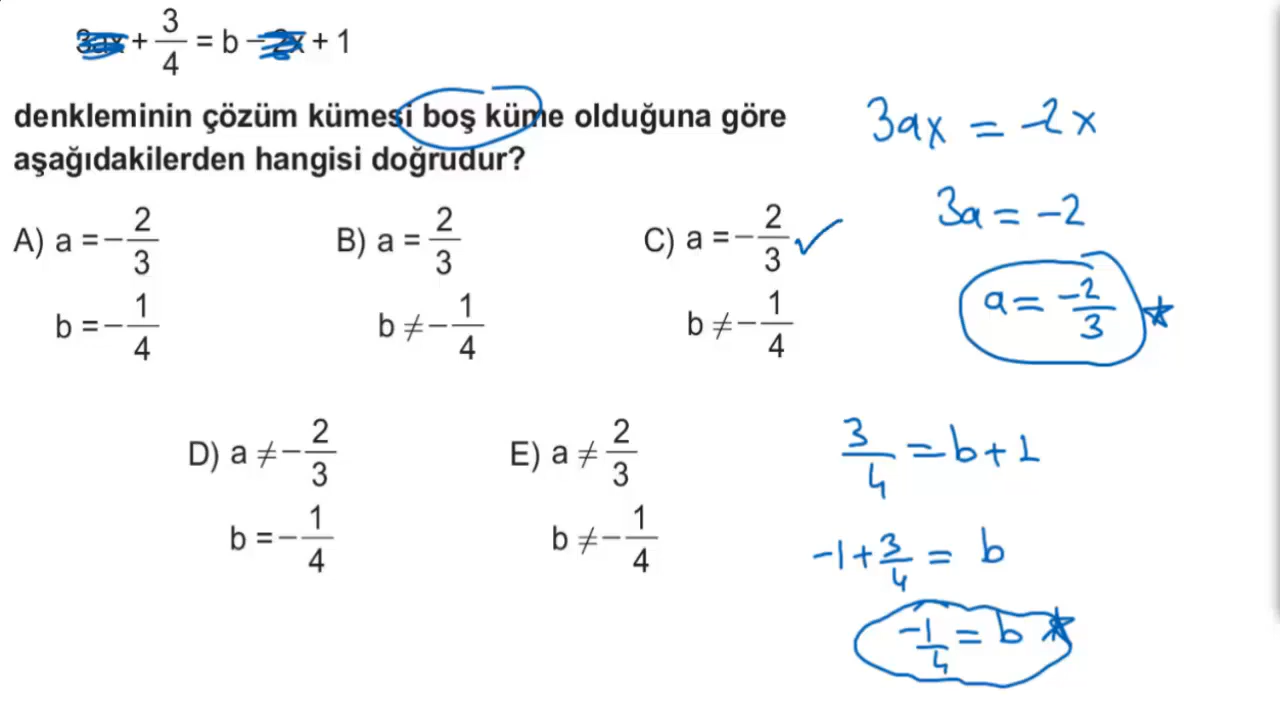 3ax + 3/4 = b - 2x + 1
denkleminin çözüm kümesi boş küme olduğuna göre
aşağıdakilerden hangisi doğrudur?
A) a = -2/3
b = -1/4
B) a = 2/3
b ≠ -1/4
C) a = -2/3
b ≠ -1/4
D) a ≠ -2/3
b = -1/4
E) a ≠ 2/3
b ≠ -1/4
3ax = -2x
3a = -2
a = -2/3
3/4 = b + 1
-1 + 3/4 = b
-1/4 = b